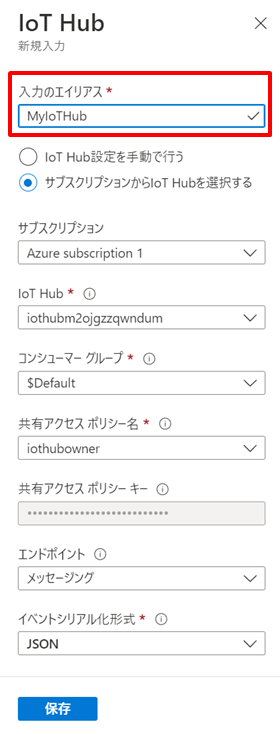 IoT Hub
新規入力
入力のエイリアス *
MyIoTHub
IoT Hub設定を手動で行う
サブスクリプションからIoT Hubを選択する
サブスクリプション
Azure subscription 1
IoT Hub *
iothubm2ojgzzqwndum
コンシューマー グループ *
$Default
共有アクセス ポリシー名 *
iothubowner
共有アクセス ポリシー キー
••••••••••••••••••••••••••••
エンドポイント
メッセージング
イベントシリアル化形式 *
JSON
保存